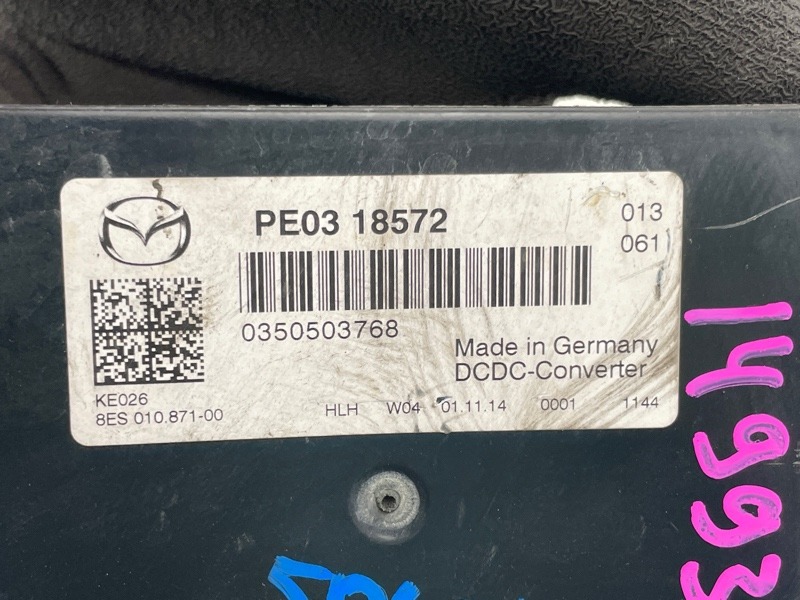 PE03 18572
013
061
0350503768
Made in Germany
DCDC-Converter
KE026
8ES 010.871-00
HLH W04 01.11.14 0001 1144
14993